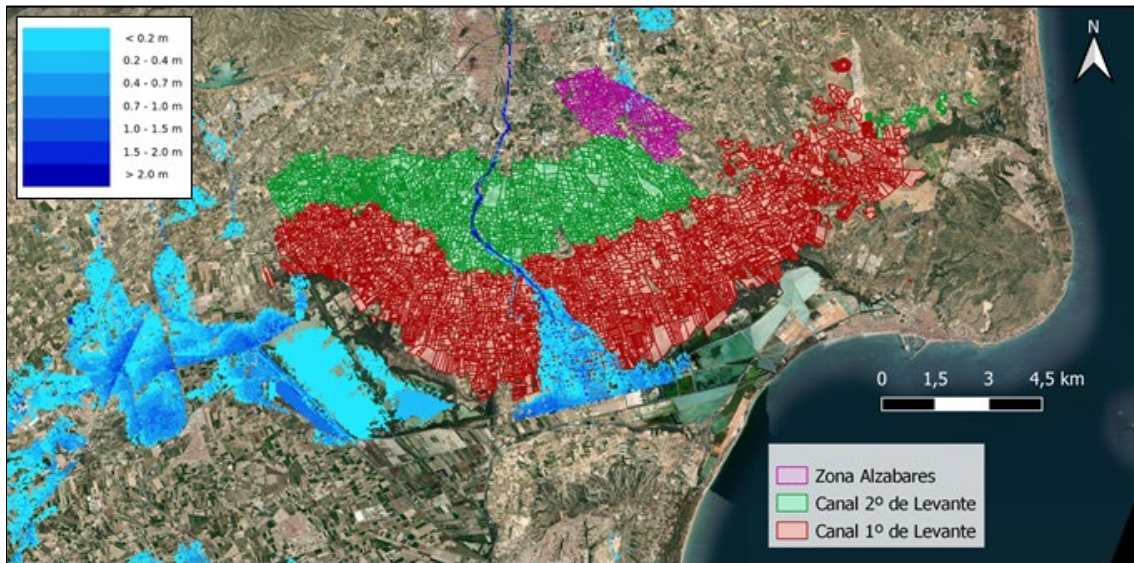 < 0.2 m
0.2 - 0.4 m
0.4 - 0.7 m
0.7 - 1.0 m
1.0 - 1.5 m
1.5 - 2.0 m
> 2.0 m
N
0 1,5 3 4,5 km
Zona Alzabares
Canal 2º de Levante
Canal 1º de Levante